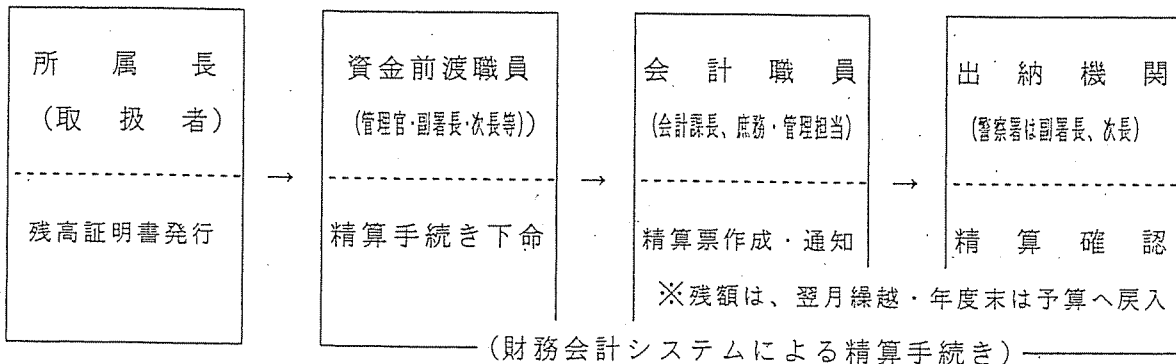 所属長
(取扱者)
残高証明書発行
→
資金前渡職員
(管理官・副署長・次長等))
精算手続き下命
→
会計職員
(会計課長、庶務・管理担当)
精算票作成・通知
→
出納機関
(警察署は副署長、次長)
精算確認
※残額は、翌月繰越・年度末は予算へ戻入
(財務会計システムによる精算手続き)